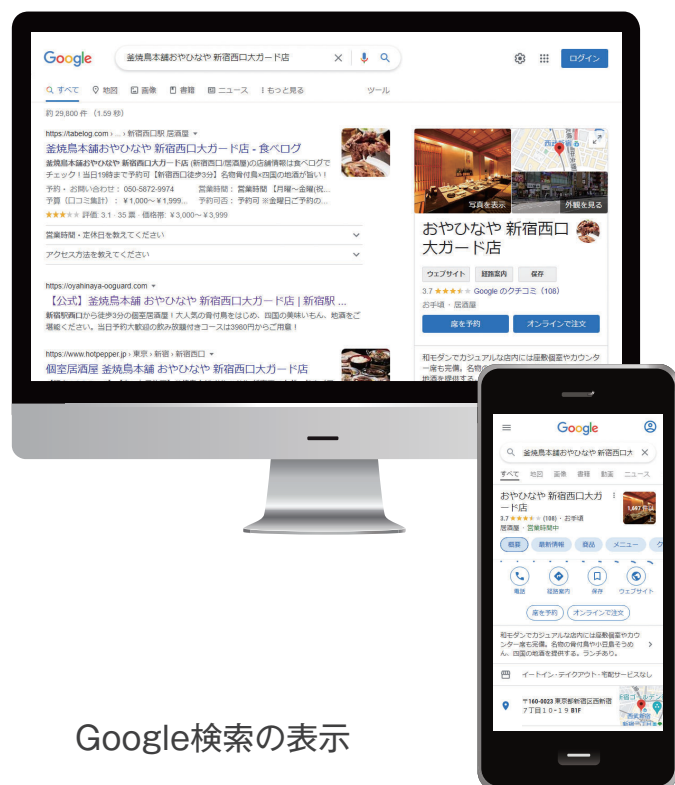 Google
釜焼鳥本舗おやひなや 新宿西口大ガード店
ログイン
すべて 地図 画像 書籍 ニュース もっと見る ツール
約 29,800 件 (1.59 秒)
https://tabelog.com › ... › 新宿西口駅 居酒屋
釜焼鳥本舗おやひなや 新宿西口大ガード店 - 食べログ
釜焼鳥本舗おやひなや 新宿西口大ガード店 (新宿西口/居酒屋)の店舗情報は食べログで
チェック！当日19時まで予約可【新宿西口徒歩3分】名物骨付鳥×四国の地酒が旨い！
予約・お問い合わせ： 050-5872-9974 営業時間： 営業時間 【月曜～金曜(祝...
予算（口コミ集計）： ￥1,000～￥1,999... 予約可否： 予約可 ※金曜日ご予約の...
評価: 3.1 · 35 票 · 価格帯: ￥3,000～￥3,999
営業時間・定休日を教えてください
アクセス方法を教えてください
https://oyahinaya-ooguard.com
【公式】釜焼鳥本舗 おやひなや 新宿西口大ガード店 | 新宿駅 ...
新宿駅西口から徒歩3分の個室居酒屋！大人気の骨付鳥をはじめ、四国の美味いもん、地酒をご
堪能ください。当日予約大歓迎の飲み放題付きコースは3980円からご用意！
https://www.hotpepper.jp › 東京 › 新宿 › 新宿西口
個室居酒屋 釜焼鳥本舗 おやひなや 新宿西口大ガード店
写真を表示
外観を見る
おやひなや 新宿西口
大ガード店
ウェブサイト 経路案内 保存
3.7 Google のクチコミ（108）
お手頃 · 居酒屋
席を予約 オンラインで注文
和モダンでカジュアルな店内には座敷個室やカウンタ
Google
釜焼鳥本舗おやひなや 新宿西口大
すべて 地図 画像 書籍 動画 ニュース
おやひなや 新宿西口大ガ
ード店
3.7 (108) · お手頃
居酒屋 · 営業時間中
概要 最新情報 商品 メニュー ク
電話 経路案内 保存 ウェブサイト
席を予約 オンラインで注文
和モダンでカジュアルな店内には座敷個室やカウ
ンター席も完備。名物の骨付鳥や小豆島そうめ
ん、四国の地酒を提供する。ランチあり。
イートイン・テイクアウト・宅配サービスなし
〒160-0023 東京都新宿区西新宿
7丁目10-19 B1F
Google検索の表示